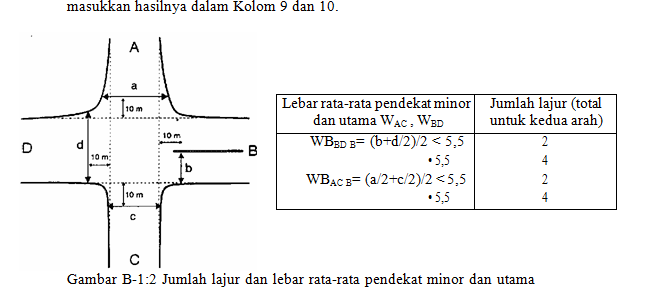 masukkan hasilnya dalam Kolom 9 dan 10.
A
a
10 m
10 m
D
d
B
10 m
b
10 m
c
C
Lebar rata-rata pendekat minor dan utama WAC , WBD
Jumlah lajur (total untuk kedua arah)
WBBD B= (b+d/2)/2 < 5,5
2
•5,5
4
WBAC B= (a/2+c/2)/2 <5,5
2
•5,5
4
Gambar B-1:2 Jumlah lajur dan lebar rata-rata pendekat minor dan utama